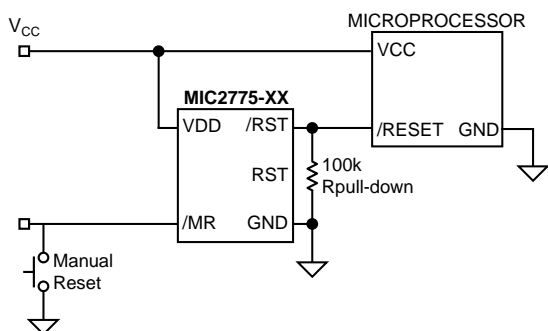 V_CC
MICROPROCESSOR
VCC
MIC2775-XX
VDD
/RST
/RESET
GND
100k
Rpull-down
RST
/MR
GND
Manual
Reset